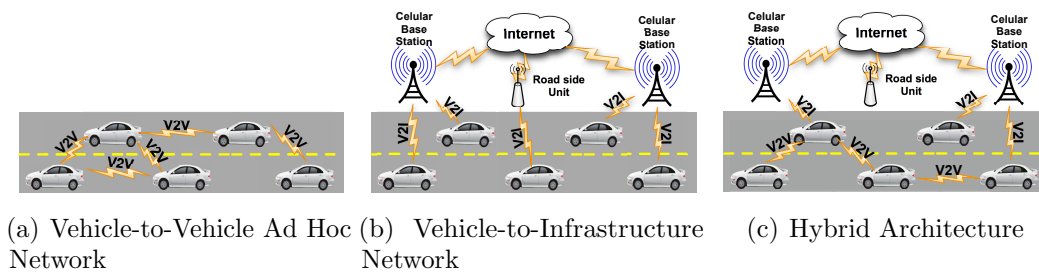 V2V
V2V
V2V
V2V
V2V
(a) Vehicle-to-Vehicle Ad Hoc
Network
Celular
Base
Station
Internet
Celular
Base
Station
Road side
Unit
V2I
V2I
V2I
V2I
V2I
(b) Vehicle-to-Infrastructure
Network
Celular
Base
Station
Internet
Celular
Base
Station
Road side
Unit
V2I
V2I
V2I
V2V
V2V
V2V
(c) Hybrid Architecture